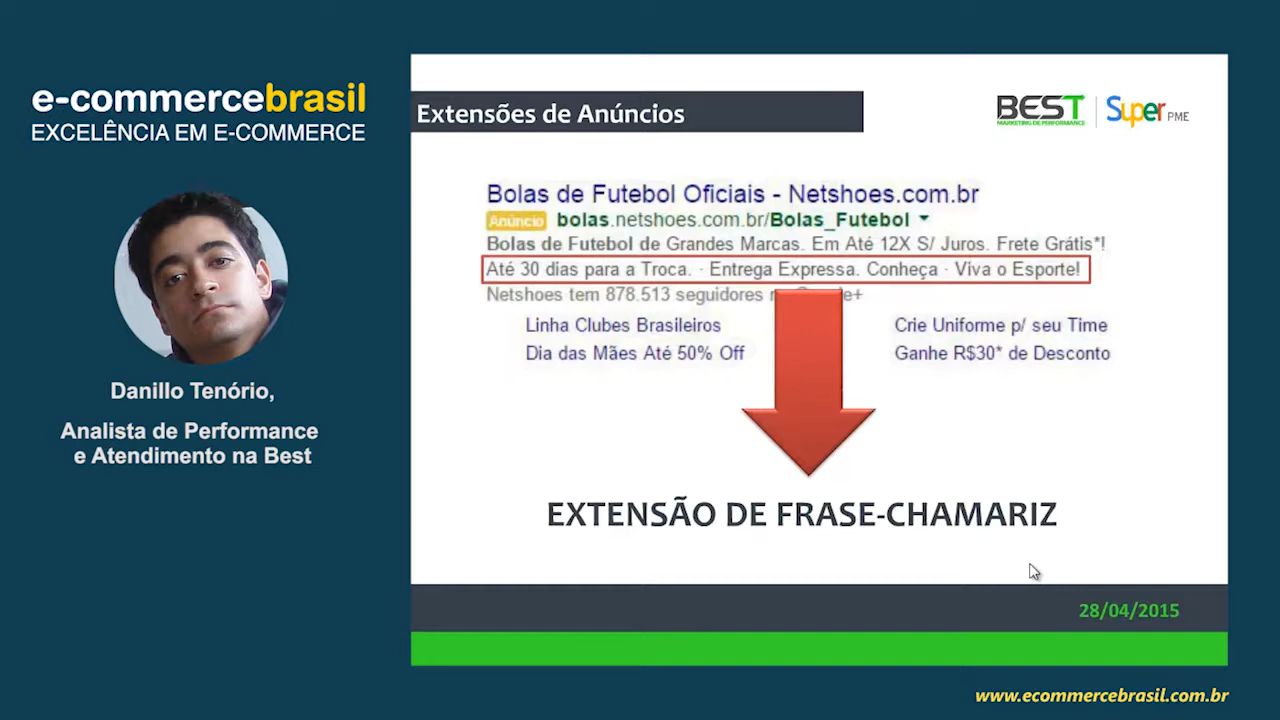 e-commercebrasil
EXCELÊNCIA EM E-COMMERCE
Danillo Tenório,
Analista de Performance
e Atendimento na Best
Extensões de Anúncios
BEST
MARKETING DE PERFORMANCE
Super PME
Bolas de Futebol Oficiais - Netshoes.com.br
Anúncio bolas.netshoes.com.br/Bolas_Futebol
Bolas de Futebol de Grandes Marcas. Em Até 12X S/ Juros. Frete Grátis*!
Até 30 dias para a Troca. · Entrega Expressa. Conheça · Viva o Esporte!
Netshoes tem 878.513 seguidores
Linha Clubes Brasileiros
Crie Uniforme p/ seu Time
Dia das Mães Até 50% Off
Ganhe R$30* de Desconto
EXTENSÃO DE FRASE-CHAMARIZ
28/04/2015
www.ecommercebrasil.com.br